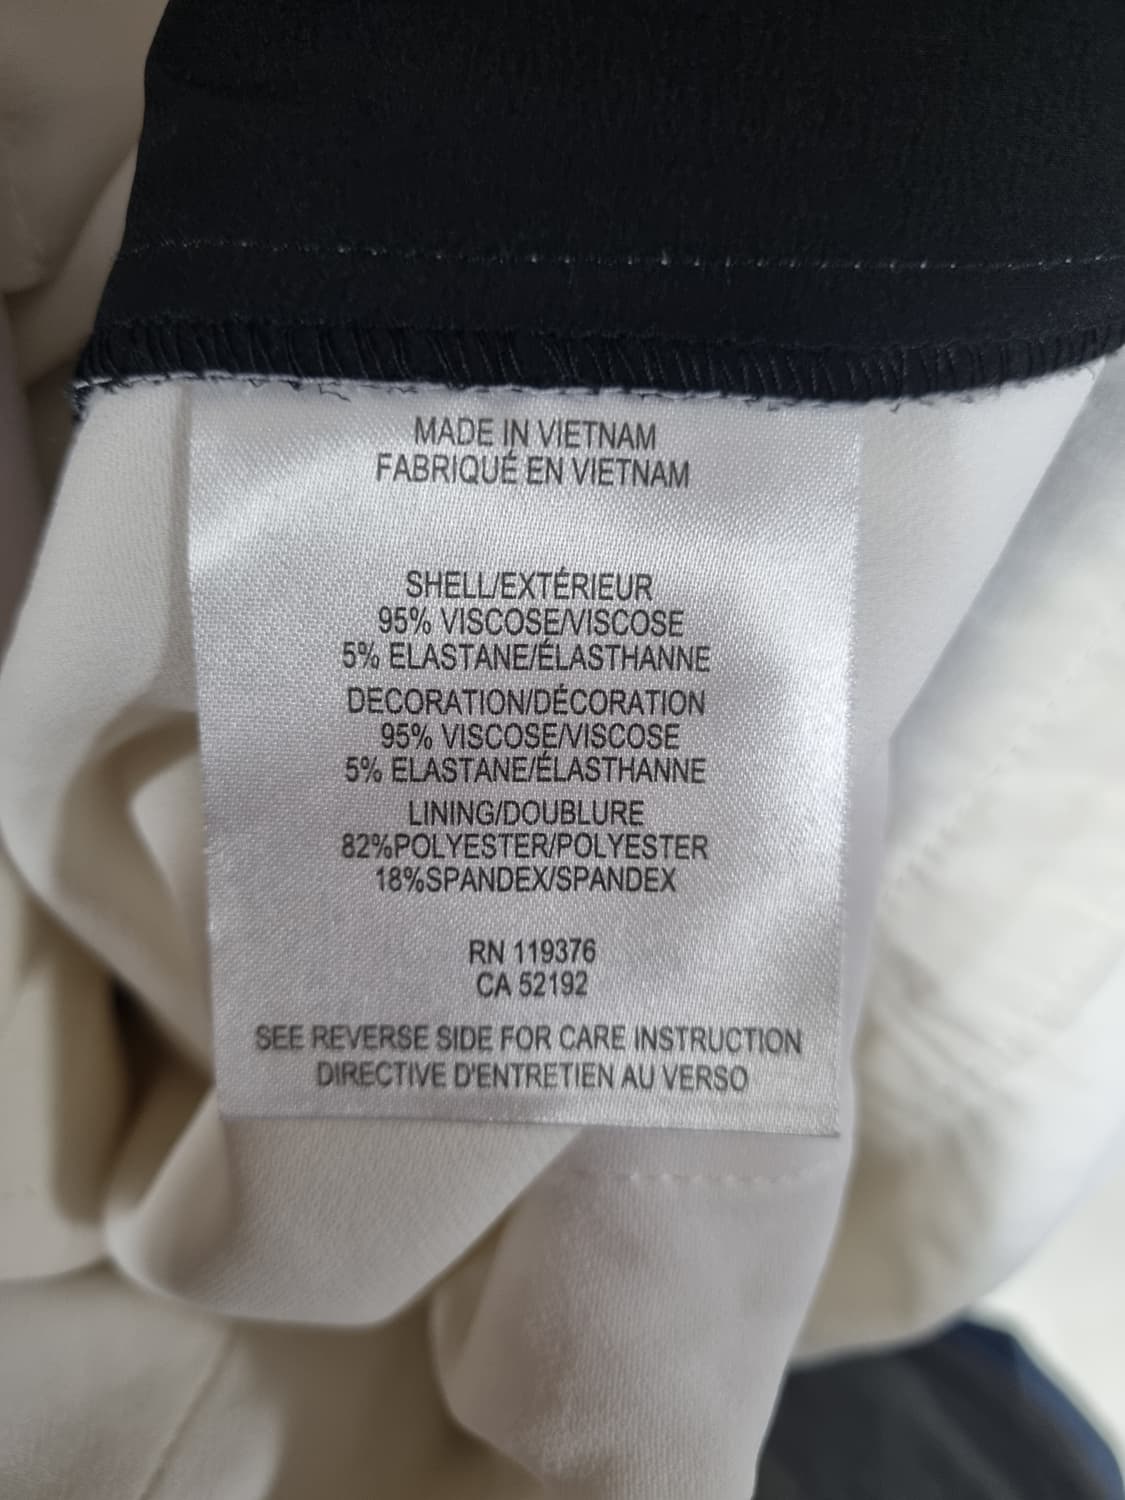 MADE IN VIETNAM
FABRIQUÉ EN VIETNAM
SHELL/EXTÉRIEUR
95% VISCOSE/VISCOSE
5% ELASTANE/ÉLASTHANNE
DECORATION/DÉCORATION
95% VISCOSE/VISCOSE
5% ELASTANE/ÉLASTHANNE
LINING/DOUBLURE
82%POLYESTER/POLYESTER
18%SPANDEX/SPANDEX
RN 119376
CA 52192
SEE REVERSE SIDE FOR CARE INSTRUCTION
DIRECTIVE D'ENTRETIEN AU VERSO